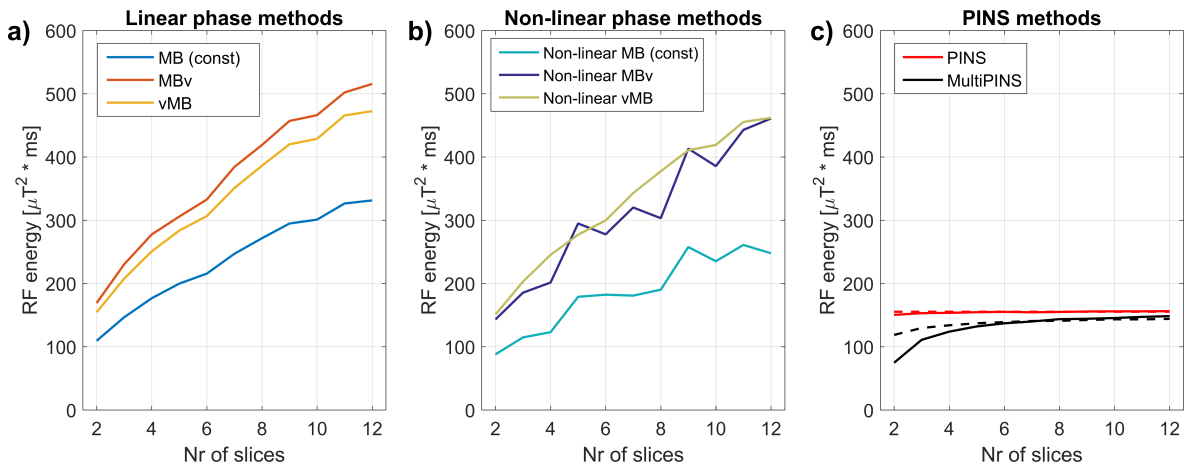 a)
Linear phase methods
RF energy [μT² * ms]
600
500
400
300
200
100
0
MB (const)
MBv
vMB
2 4 6 8 10 12
Nr of slices
b)
Non-linear phase methods
RF energy [μT² * ms]
600
500
400
300
200
100
0
Non-linear MB (const)
Non-linear MBv
Non-linear vMB
2 4 6 8 10 12
Nr of slices
c)
PINS methods
RF energy [μT² * ms]
600
500
400
300
200
100
0
PINS
MultiPINS
2 4 6 8 10 12
Nr of slices